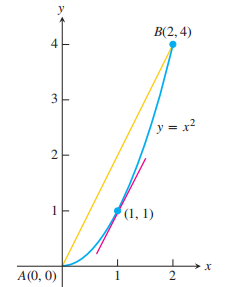 y
B(2, 4)
4
3
y = x²
2
1
(1, 1)
A(0, 0)
1
2
x